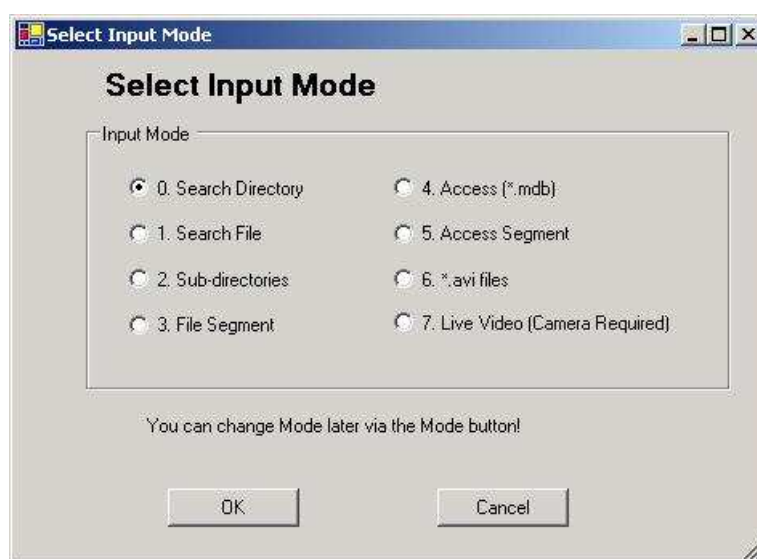 Select Input Mode
Select Input Mode
Input Mode
0. Search Directory
1. Search File
2. Sub-directories
3. File Segment
4. Access (*.mdb)
5. Access Segment
6. *.avi files
7. Live Video (Camera Required)
You can change Mode later via the Mode button!
OK
Cancel